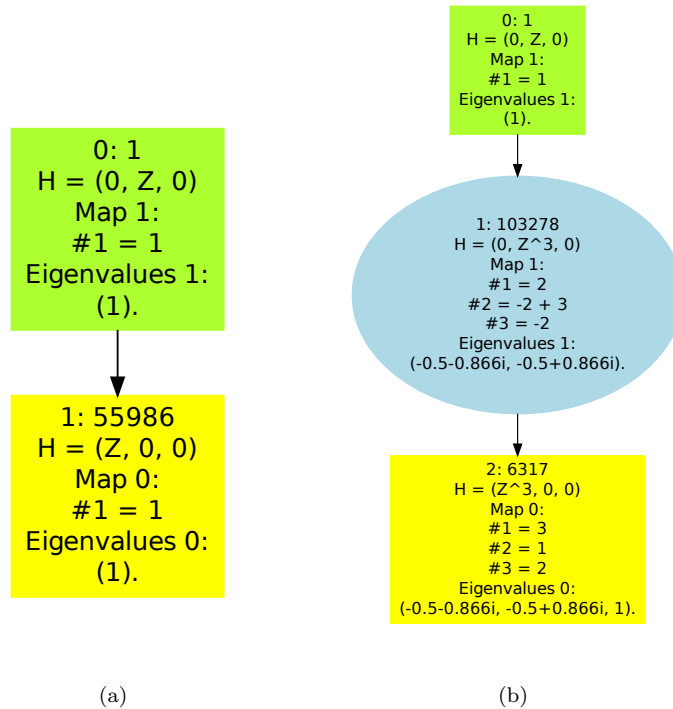 0: 1
H = (0, Z, 0)
Map 1:
#1 = 1
Eigenvalues 1:
(1).
1: 55986
H = (Z, 0, 0)
Map 0:
#1 = 1
Eigenvalues 0:
(1).
(a)
0: 1
H = (0, Z, 0)
Map 1:
#1 = 1
Eigenvalues 1:
(1).
1: 103278
H = (0, Z^3, 0)
Map 1:
#1 = 2
#2 = -2 + 3
#3 = -2
Eigenvalues 1:
(-0.5-0.866i, -0.5+0.866i).
2: 6317
H = (Z^3, 0, 0)
Map 0:
#1 = 3
#2 = 1
#3 = 2
Eigenvalues 0:
(-0.5-0.866i, -0.5+0.866i, 1).
(b)